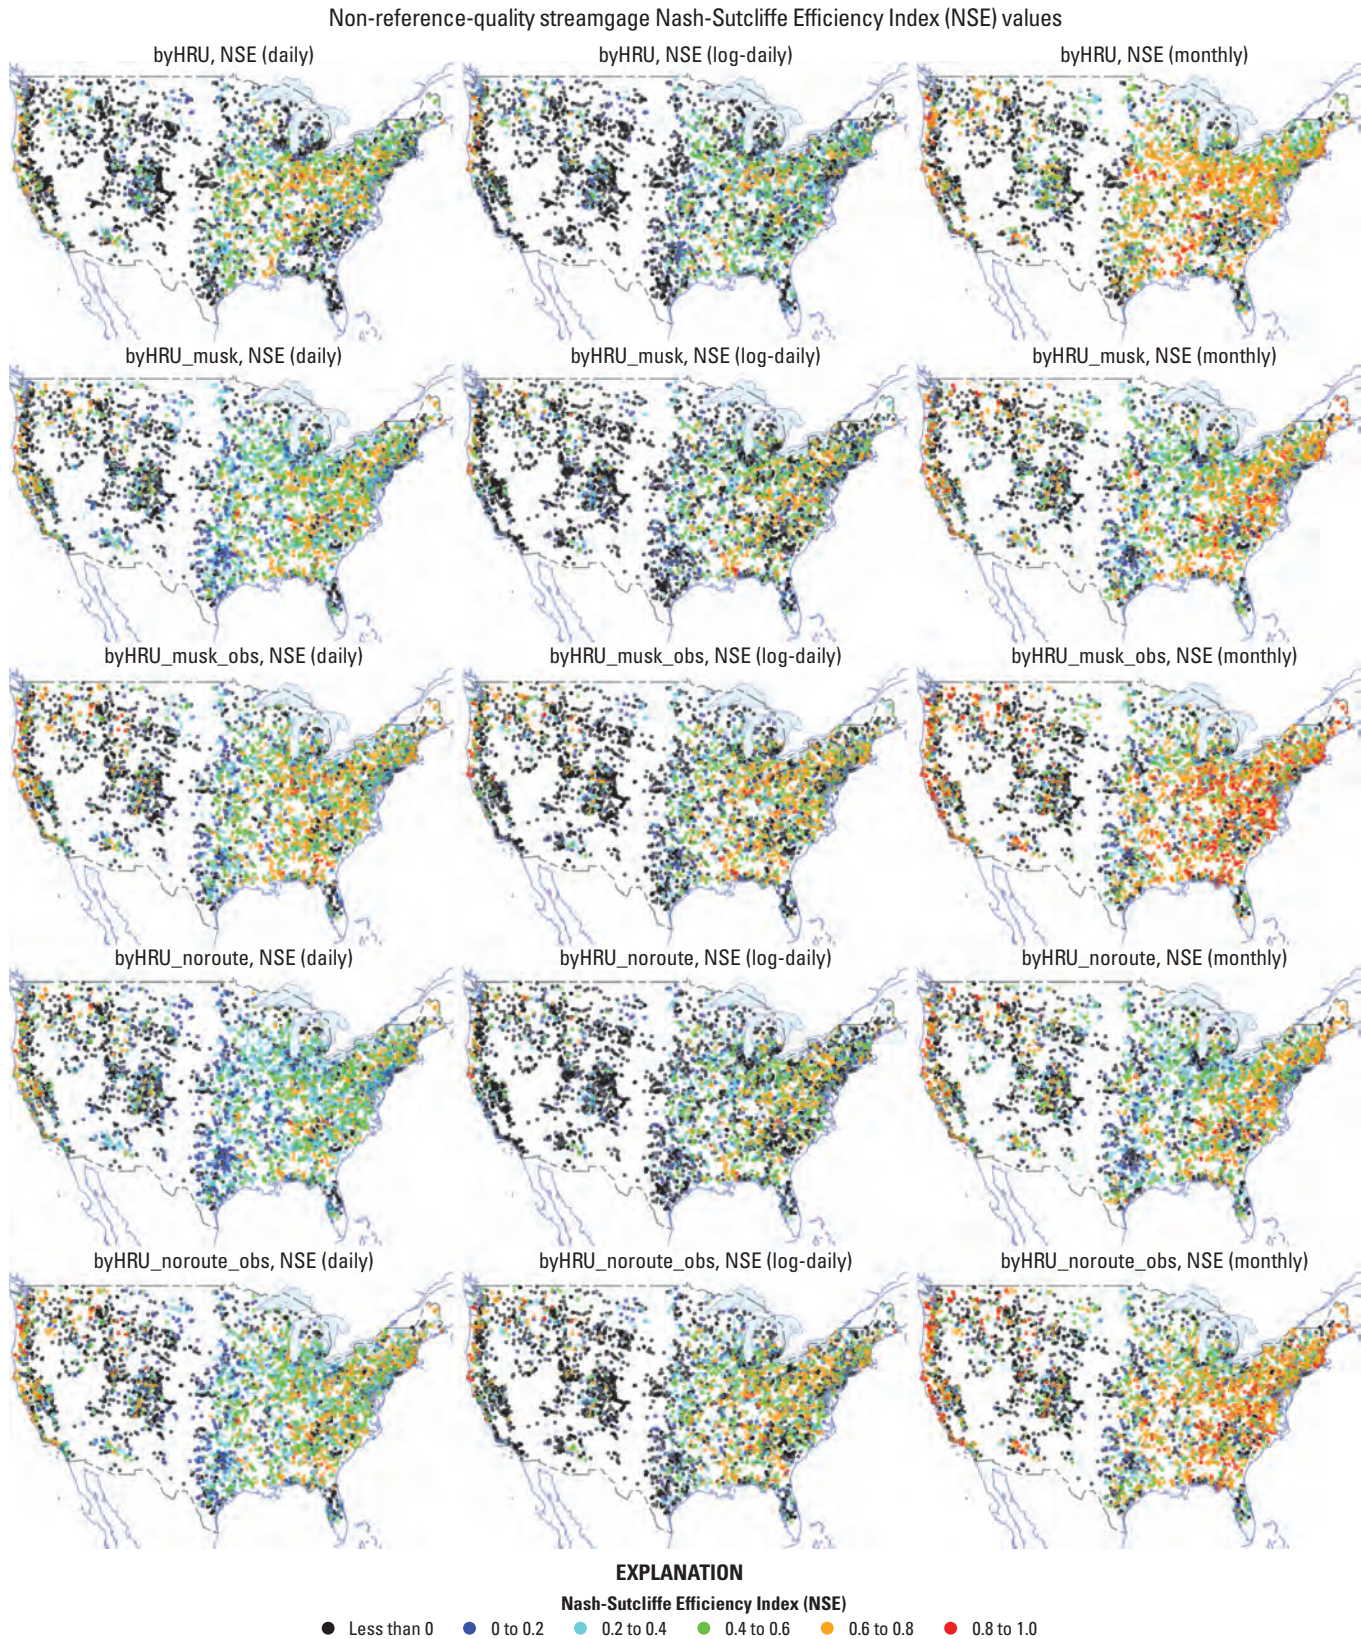 Non-reference-quality streamgage Nash-Sutcliffe Efficiency Index (NSE) values
byHRU, NSE (daily)
byHRU, NSE (log-daily)
byHRU, NSE (monthly)
byHRU_musk, NSE (daily)
byHRU_musk, NSE (log-daily)
byHRU_musk, NSE (monthly)
byHRU_musk_obs, NSE (daily)
byHRU_musk_obs, NSE (log-daily)
byHRU_musk_obs, NSE (monthly)
byHRU_noroute, NSE (daily)
byHRU_noroute, NSE (log-daily)
byHRU_noroute, NSE (monthly)
byHRU_noroute_obs, NSE (daily)
byHRU_noroute_obs, NSE (log-daily)
byHRU_noroute_obs, NSE (monthly)
EXPLANATION
Nash-Sutcliffe Efficiency Index (NSE)
Less than 0 0 to 0.2 0.2 to 0.4 0.4 to 0.6 0.6 to 0.8 0.8 to 1.0